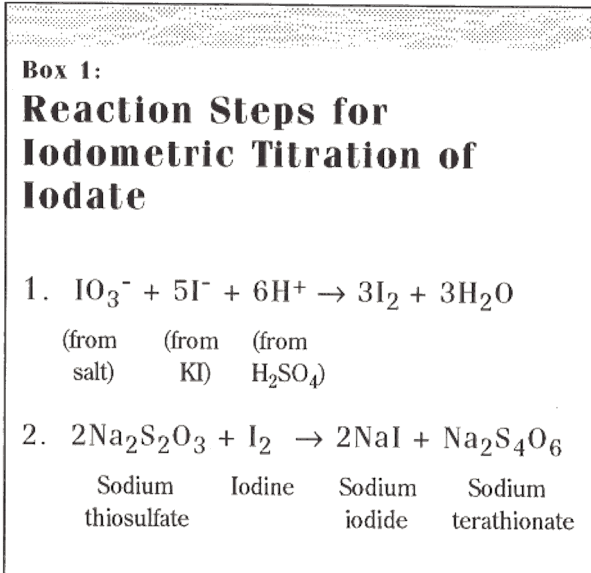 Box 1:
Reaction Steps for
Iodometric Titration of
Iodate
1. IO₃⁻ + 5I⁻ + 6H⁺ → 3I₂ + 3H₂O
(from (from (from
salt) KI) H₂SO₄)
2. 2Na₂S₂O₃ + I₂ → 2NaI + Na₂S₄O₆
Sodium Iodine Sodium Sodium
thiosulfate iodide terathionate